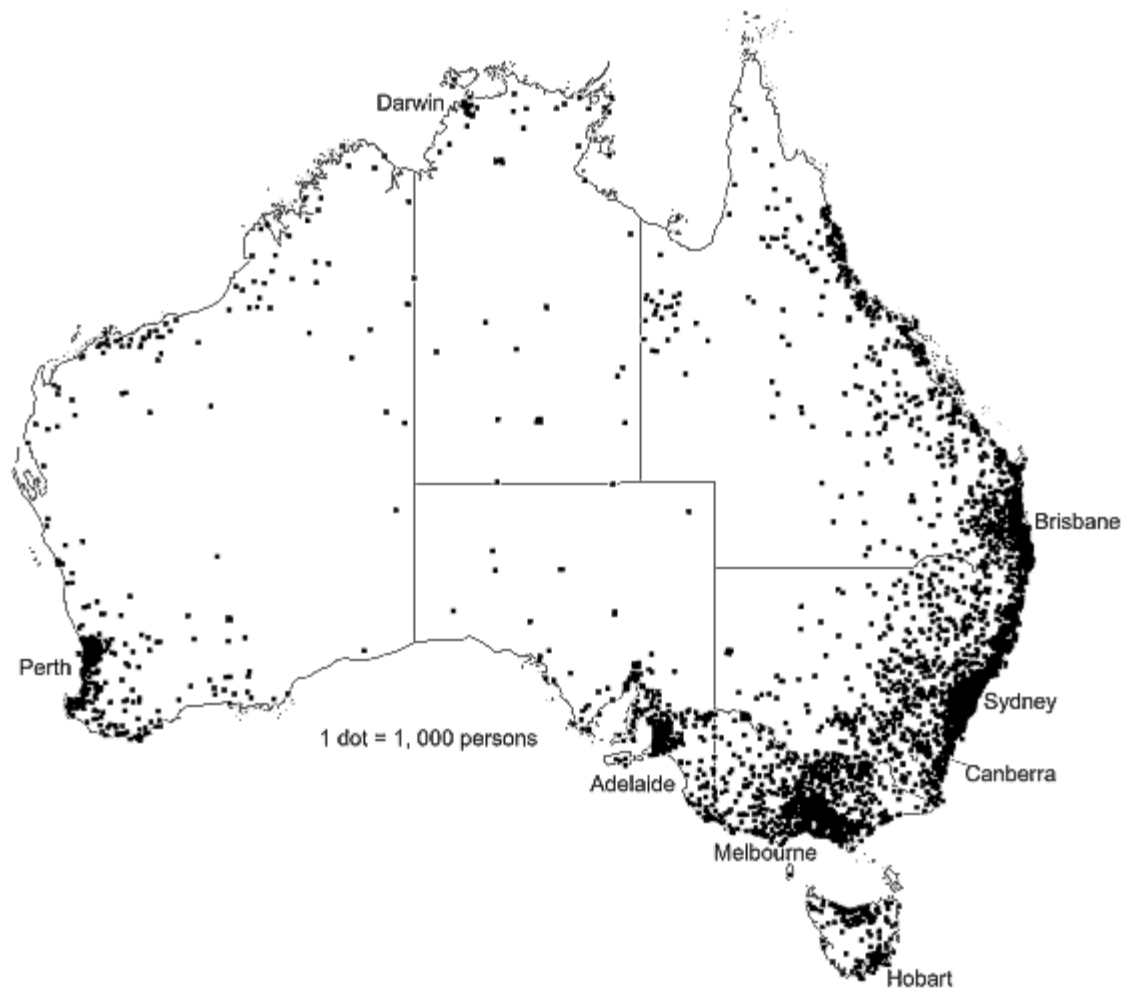 Darwin
Brisbane
Perth
Sydney
1 dot = 1, 000 persons
Canberra
Adelaide
Melbourne
Hobart